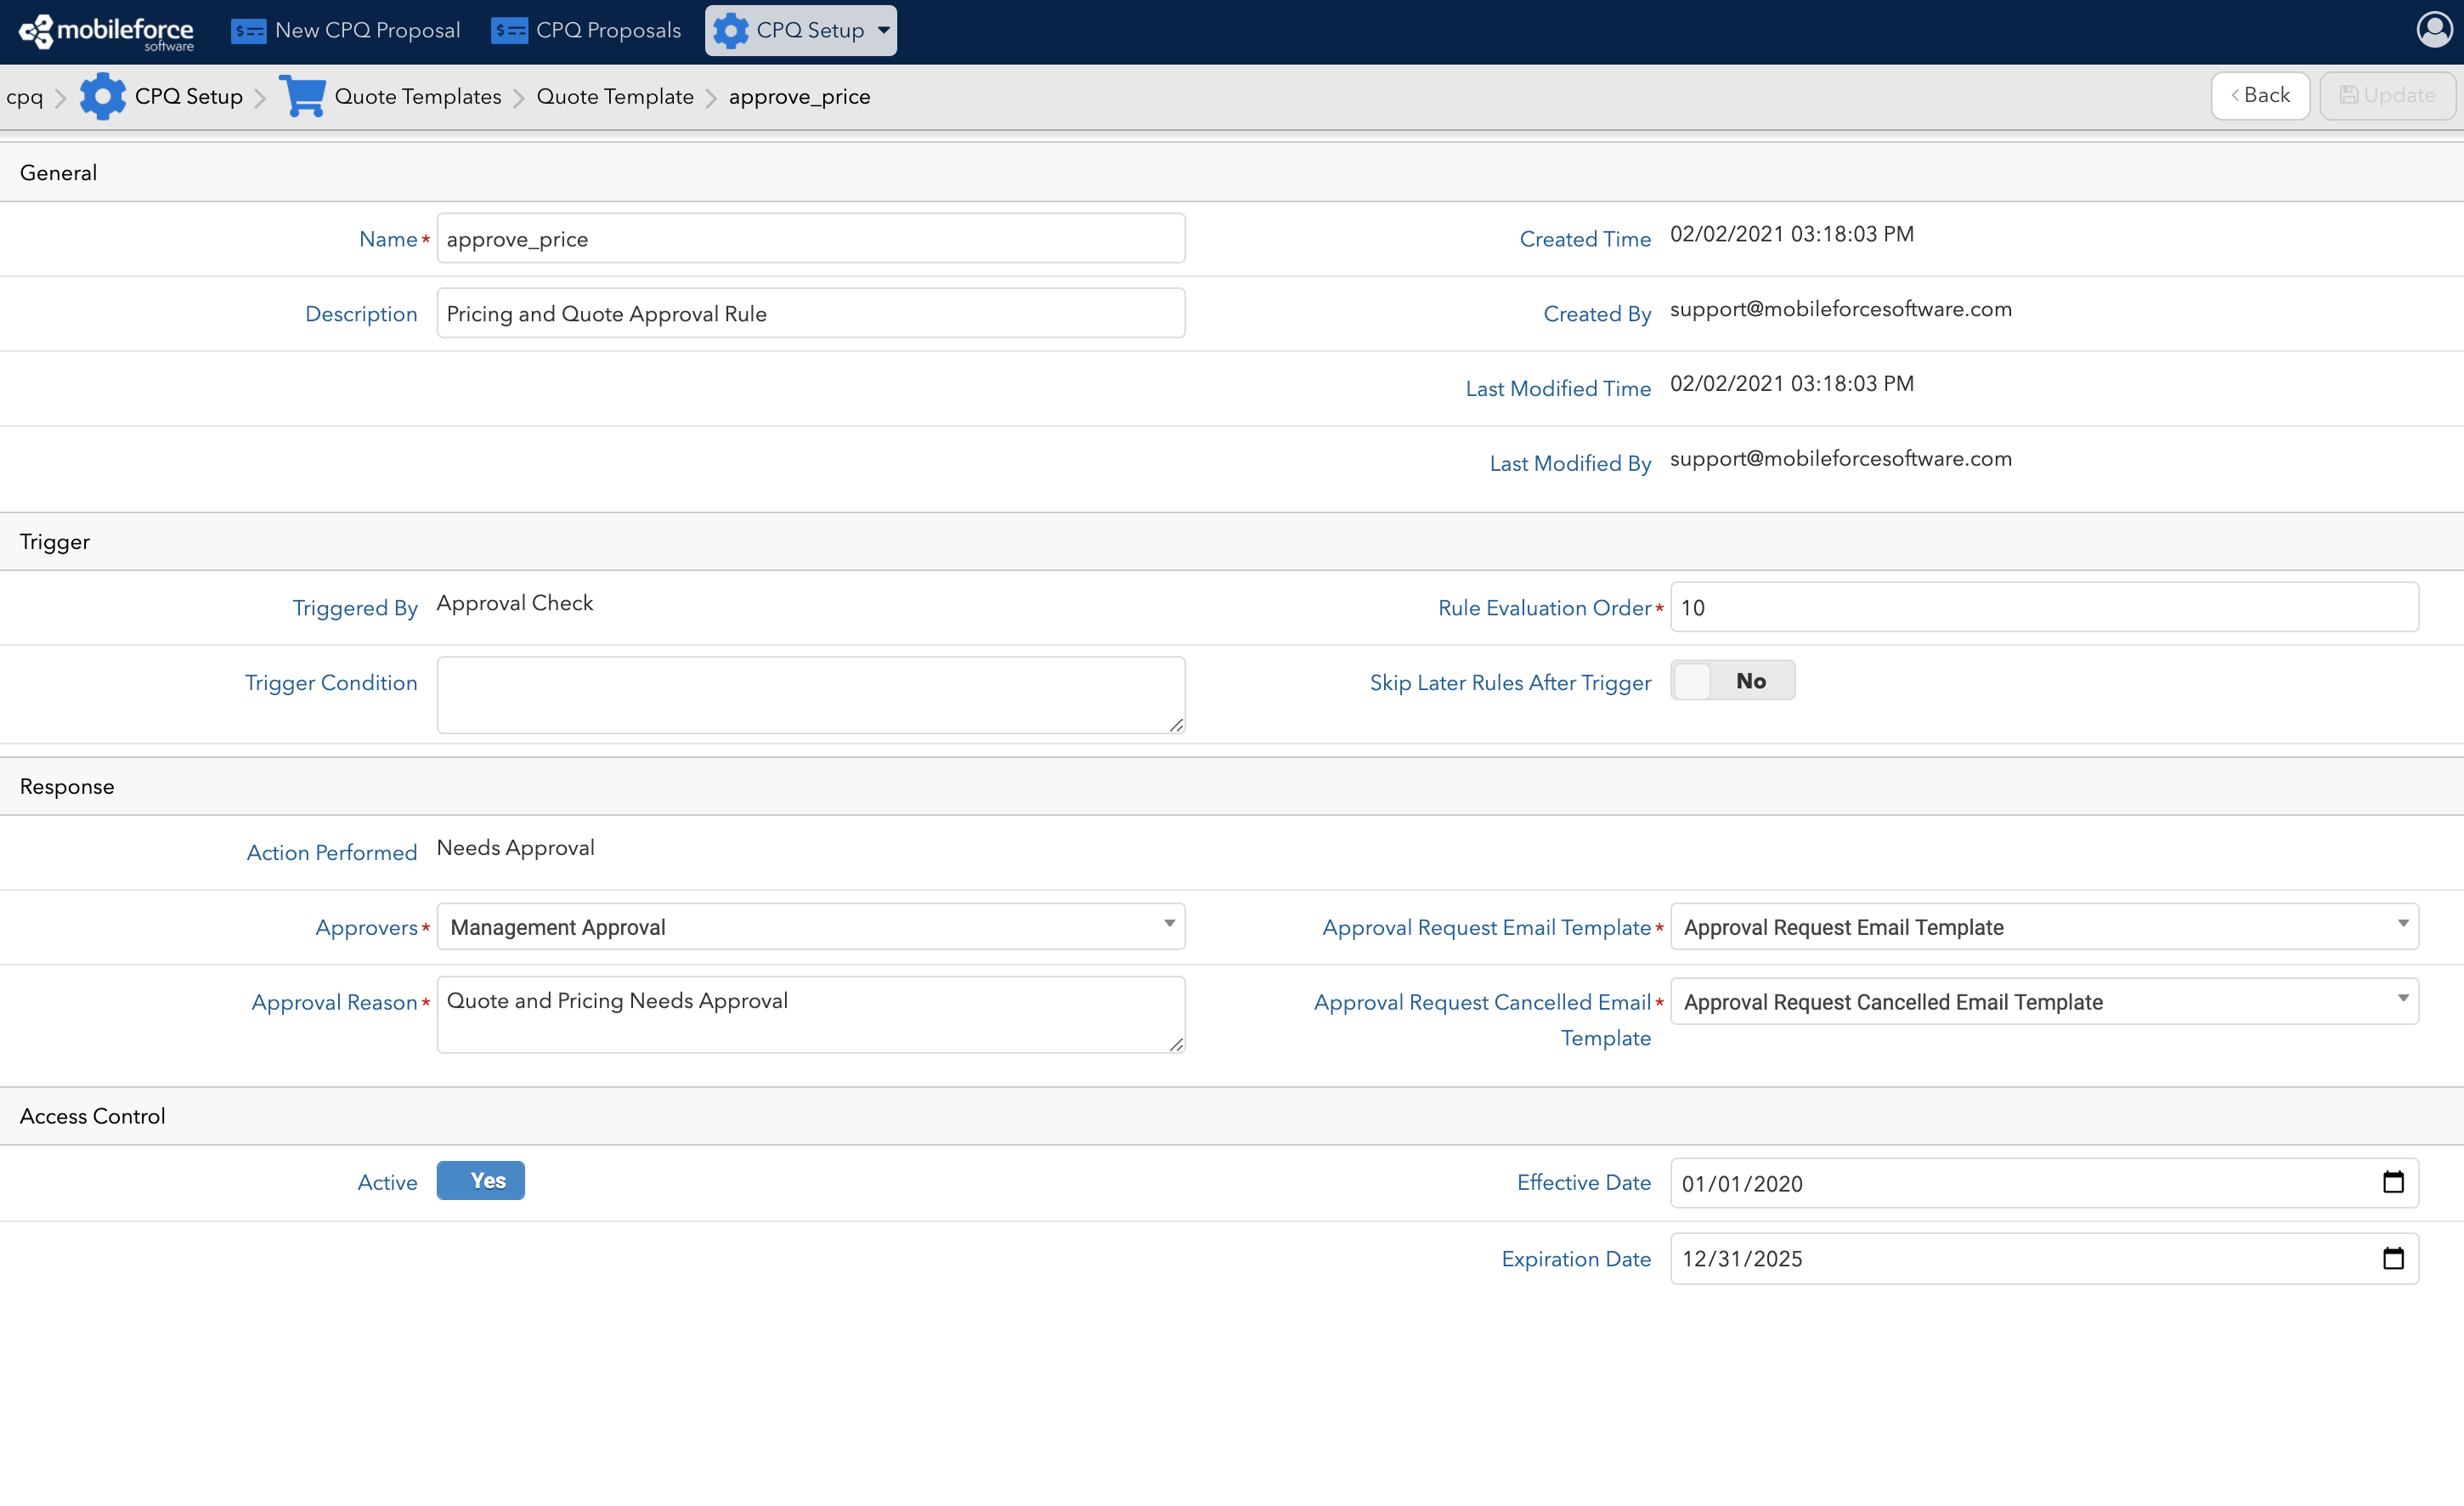 mobileforce
software
New CPQ Proposal
CPQ Proposals
CPQ Setup
cpq
CPQ Setup
Quote Templates
Quote Template
approve_price
Back
Update
General
Name*
approve_price
Created Time
02/02/2021 03:18:03 PM
Description
Pricing and Quote Approval Rule
Created By
support@mobileforcesoftware.com
Last Modified Time
02/02/2021 03:18:03 PM
Last Modified By
support@mobileforcesoftware.com
Trigger
Triggered By
Approval Check
Rule Evaluation Order*
10
Trigger Condition
Skip Later Rules After Trigger
No
Response
Action Performed
Needs Approval
Approvers*
Management Approval
Approval Request Email Template*
Approval Request Email Template
Approval Reason*
Quote and Pricing Needs Approval
Approval Request Cancelled Email*
Template
Approval Request Cancelled Email Template
Access Control
Active
Yes
Effective Date
01/01/2020
Expiration Date
12/31/2025